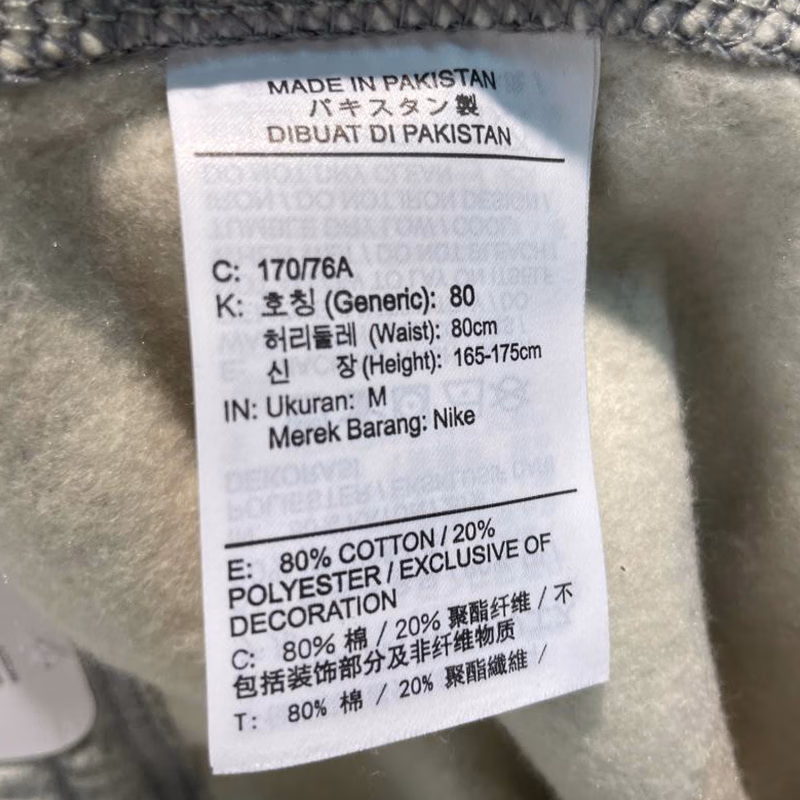 MADE IN PAKISTAN
パキスタン製
DIBUAT DI PAKISTAN
C: 170/76A
K: 호칭 (Generic): 80
허리둘레 (Waist): 80cm
신 장 (Height): 165-175cm
IN: Ukuran: M
Merek Barang: Nike
E: 80% COTTON / 20%
POLYESTER / EXCLUSIVE OF
DECORATION
C: 80% 棉 / 20% 聚酯纤维 / 不
包括装饰部分及非纤维物质
T: 80% 棉 / 20% 聚酯纖維 /